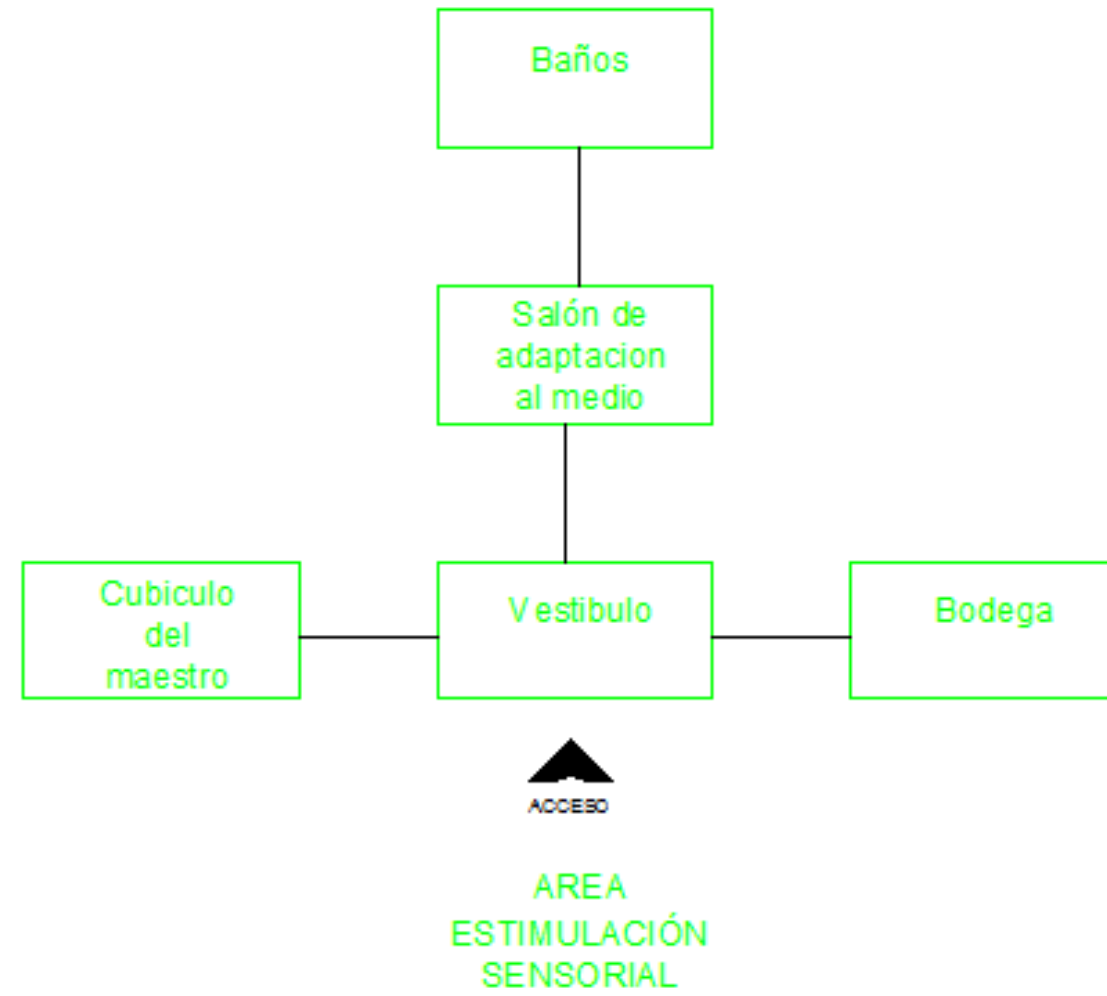 Baños
Salón de
adaptacion
al medio
Cubiculo
del
maestro
Vestibulo
Bodega
ACCESO
AREA
ESTIMULACIÓN
SENSORIAL